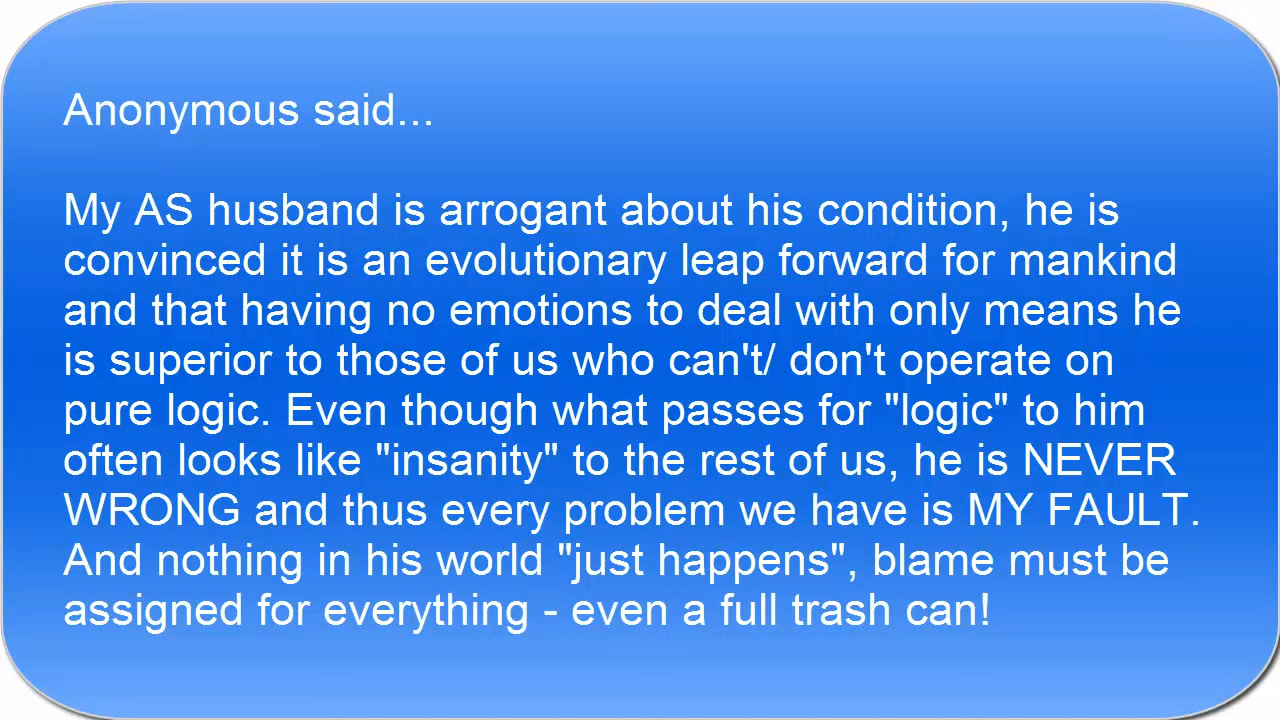 Anonymous said...
My AS husband is arrogant about his condition, he is
convinced it is an evolutionary leap forward for mankind
and that having no emotions to deal with only means he
is superior to those of us who can't/ don't operate on
pure logic. Even though what passes for "logic" to him
often looks like "insanity" to the rest of us, he is NEVER
WRONG and thus every problem we have is MY FAULT.
And nothing in his world "just happens", blame must be
assigned for everything - even a full trash can!